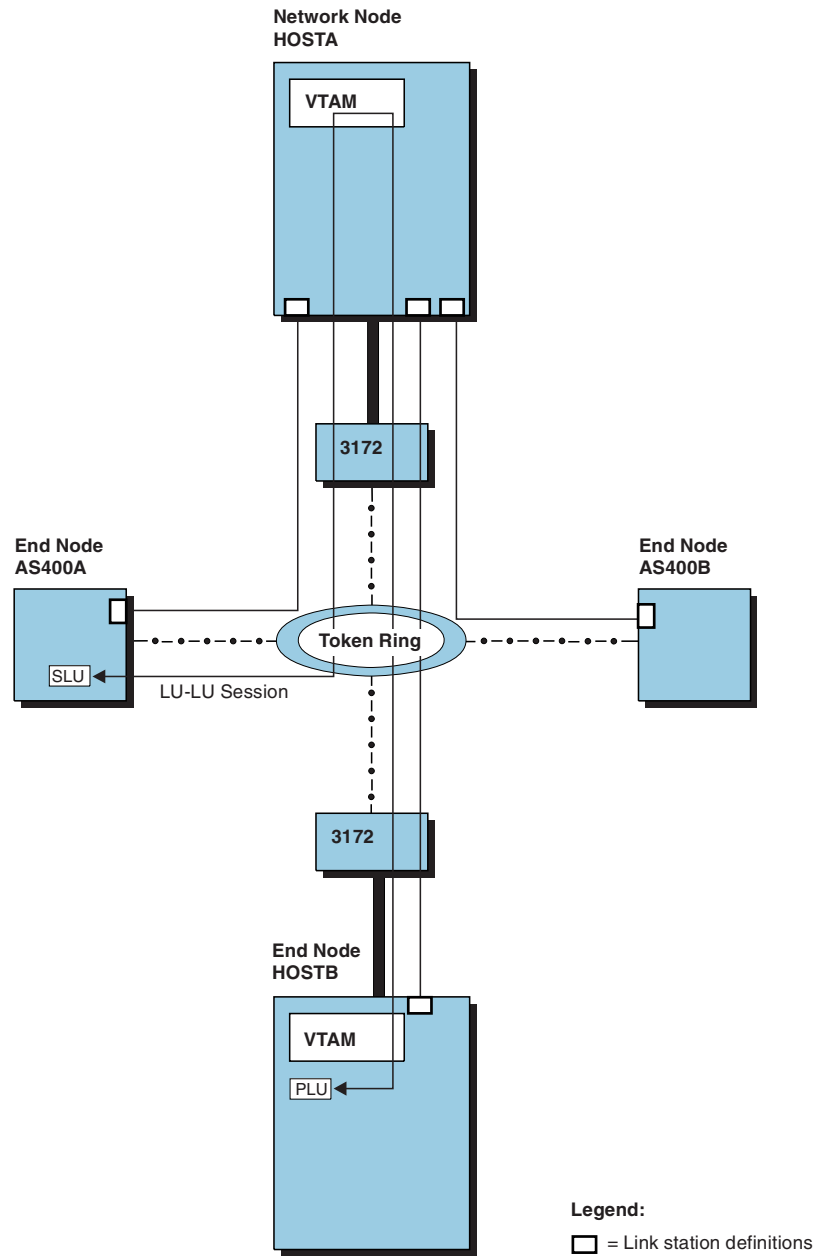 Network Node
HOSTA
VTAM
3172
End Node
AS400A
End Node
AS400B
Token Ring
SLU
LU-LU Session
3172
End Node
HOSTB
VTAM
PLU
Legend:
= Link station definitions